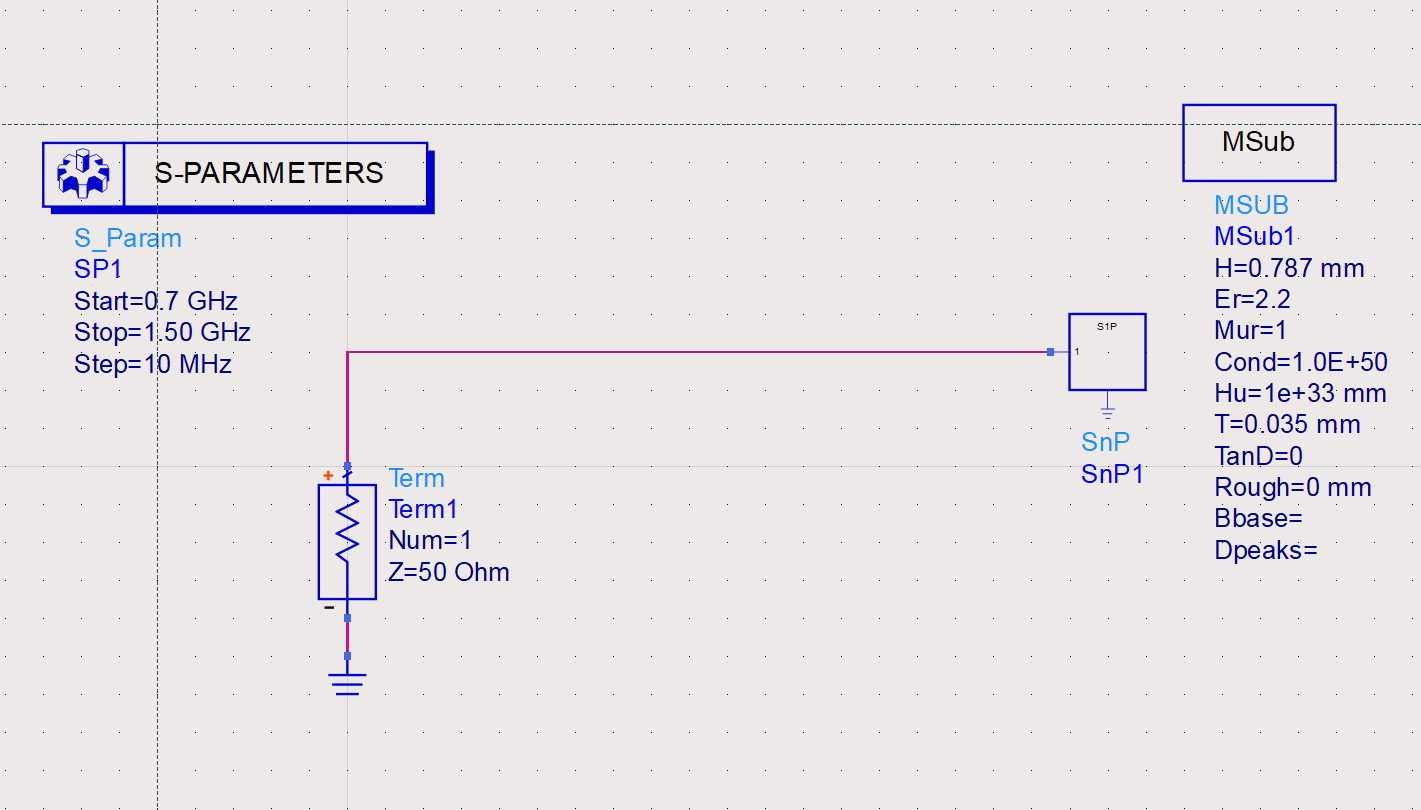 S-PARAMETERS
S_Param
SP1
Start=0.7 GHz
Stop=1.50 GHz
Step=10 MHz
+
Term
Term1
Num=1
Z=50 Ohm
-
S1P
1
SnP
SnP1
MSub
MSUB
MSub1
H=0.787 mm
Er=2.2
Mur=1
Cond=1.0E+50
Hu=1e+33 mm
T=0.035 mm
TanD=0
Rough=0 mm
Bbase=
Dpeaks=